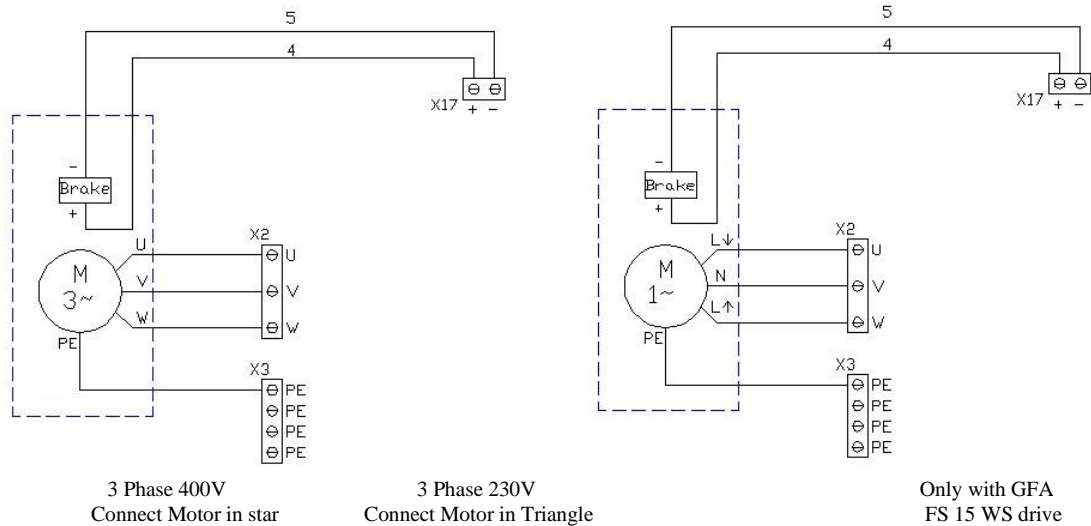 5
4
X17
+ -
-
Brake
+
M
3~
U
V
W
PE
X2
U
V
W
X3
PE
PE
PE
PE
5
4
X17
+ -
-
Brake
+
M
1~
L↓
N
L↑
PE
X2
U
V
W
X3
PE
PE
PE
PE
3 Phase 400V
Connect Motor in star
3 Phase 230V
Connect Motor in Triangle
Only with GFA
FS 15 WS drive